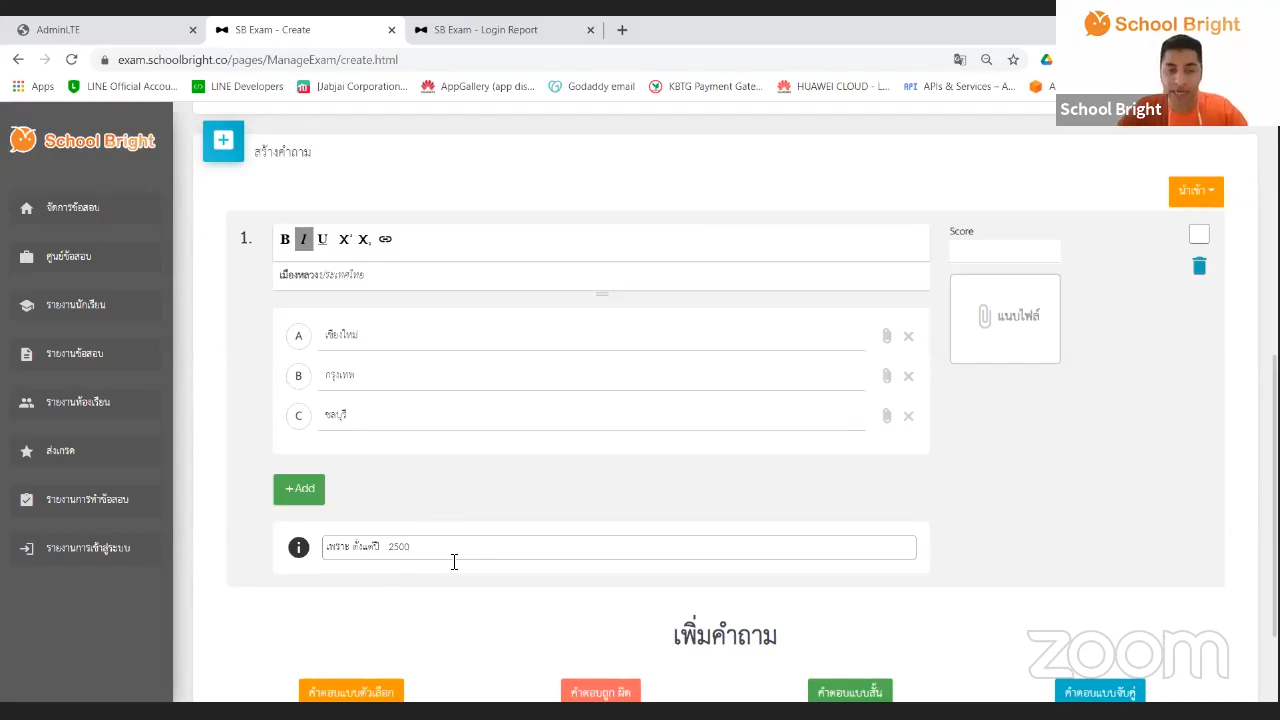 AdminLTE
SB Exam - Create
SB Exam - Login Report
School Bright
exam.schoolbright.co/pages/ManageExam/create.html
Apps
LINE Official Accou...
LINE Developers
[Jabjai Corporation...
AppGallery (app dis...
Godaddy email
KBTG Payment Gate...
HUAWEI CLOUD - L...
API APIs & Services – A...
School Bright
School Bright
สร้างคำถาม
นำเข้า
จัดการข้อสอบ
ศูนย์ข้อสอบ
รายงานนักเรียน
รายงานข้อสอบ
รายงานห้องเรียน
ส่งเกรด
รายงานการทำข้อสอบ
รายงานการเข้าสู่ระบบ
1.
B I U X² X,
Score
เมืองหลวงประเทศไทย
แนบไฟล์
A เชียงใหม่
B กรุงเทพ
C ชลบุรี
+Add
เพราะ ตั้งแต่ปี 2500
เพิ่มคำถาม
คำตอบแบบตัวเลือก
คำตอบถูก ผิด
คำตอบแบบสั้น
คำตอบแบบจับคู่
zoom